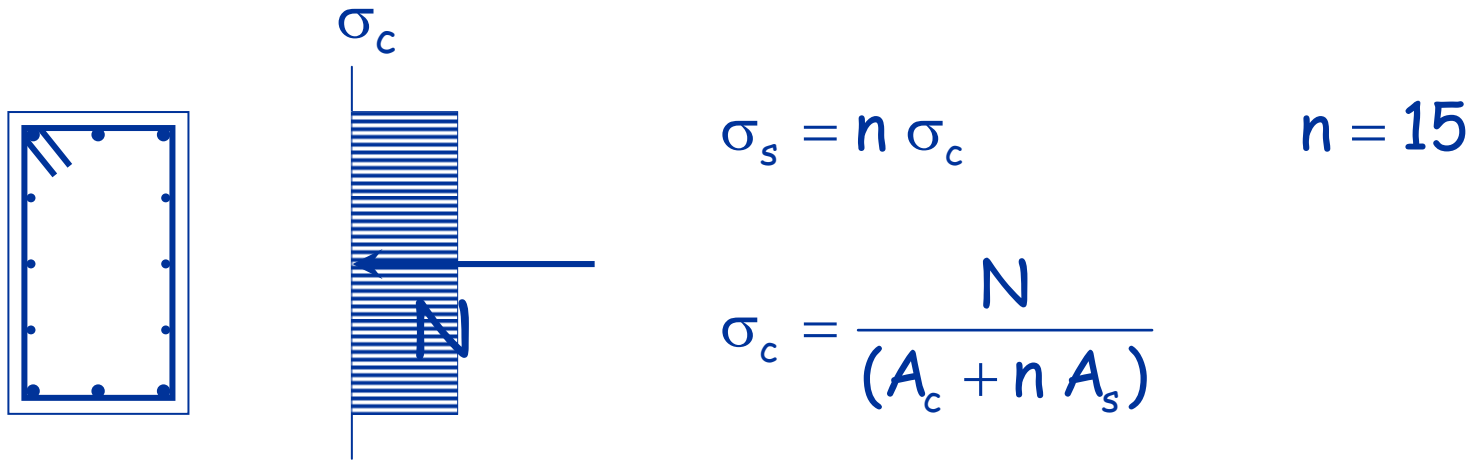 σc
σs = n σc
n = 15
N
σc = N / (Ac + n As)